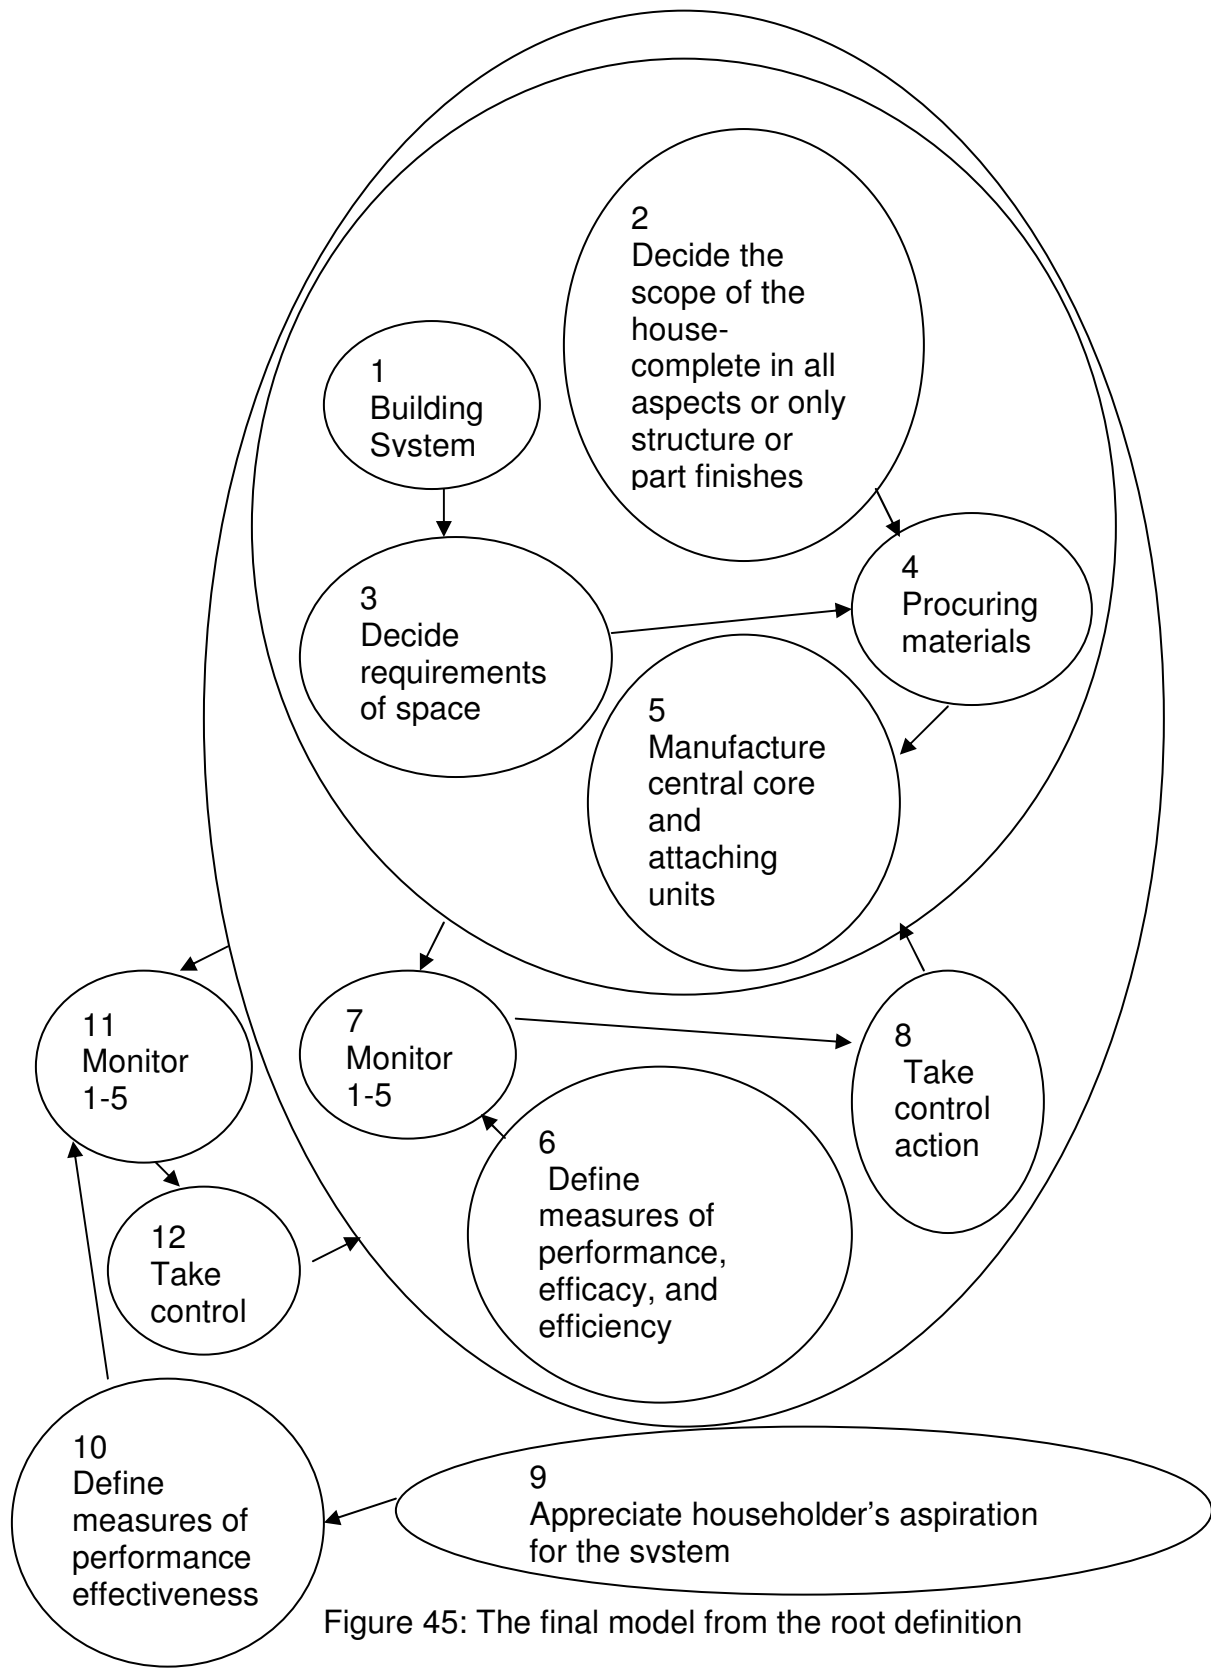 1
Building
System
2
Decide the
scope of the
house-
complete in all
aspects or only
structure or
part finishes
3
Decide
requirements
of space
4
Procuring
materials
5
Manufacture
central core
and
attaching
units
11
Monitor
1-5
7
Monitor
1-5
8
Take
control
action
6
Define
measures of
performance,
efficacy, and
efficiency
12
Take
control
10
Define
measures of
performance
effectiveness
9
Appreciate householder’s aspiration
for the system
Figure 45: The final model from the root definition